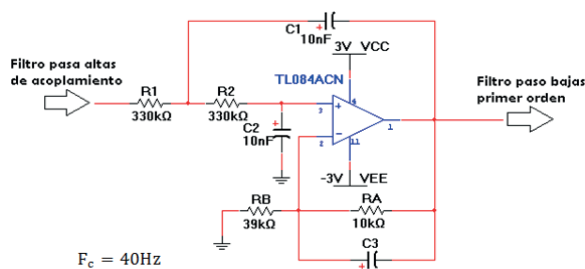 C1
10nF
3V VCC
Filtro pasa altas
de acoplamiento
TL084ACN
Filtro paso bajas
primer orden
R1
330kΩ
R2
330kΩ
C2
10nF
3
2
4
11
1
-3V VEE
RB
39kΩ
RA
10kΩ
C3
F_c = 40Hz